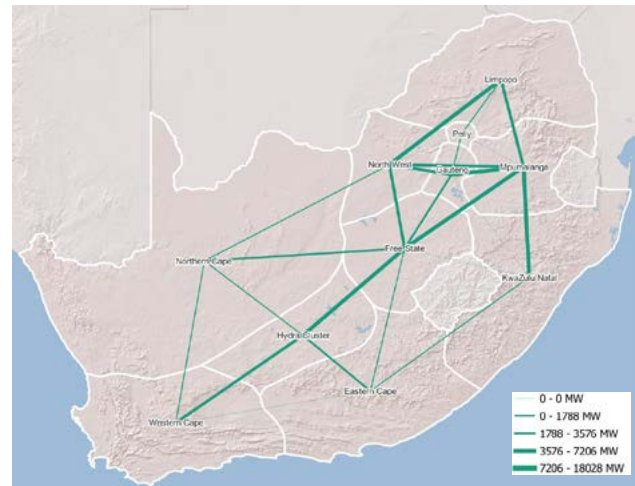 Limpopo
Pelly
North West
Gauteng
Mpumalanga
Free State
Northern Cape
KwaZulu Natal
Hydra Cluster
Eastern Cape
Western Cape
0 - 0 MW
0 - 1788 MW
1788 - 3576 MW
3576 - 7206 MW
7206 - 18028 MW